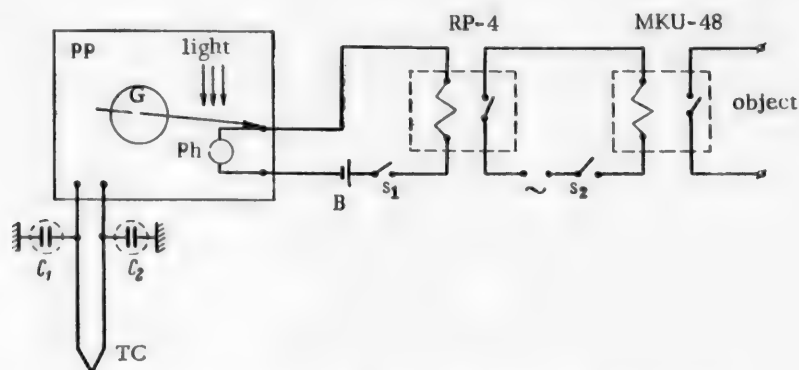 RP-4
MKU-48
pp
light
G
object
Ph
B
s₁
~
s₂
C₁
C₂
TC